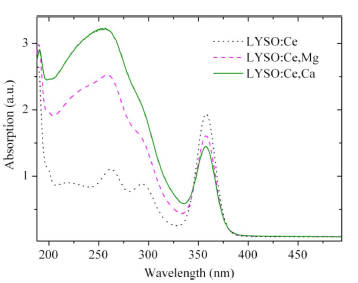 LYSO:Ce
LYSO:Ce,Mg
LYSO:Ce,Ca
Absorption (a.u.)
3
2
1
200 250 300 350 400 450
Wavelength (nm)